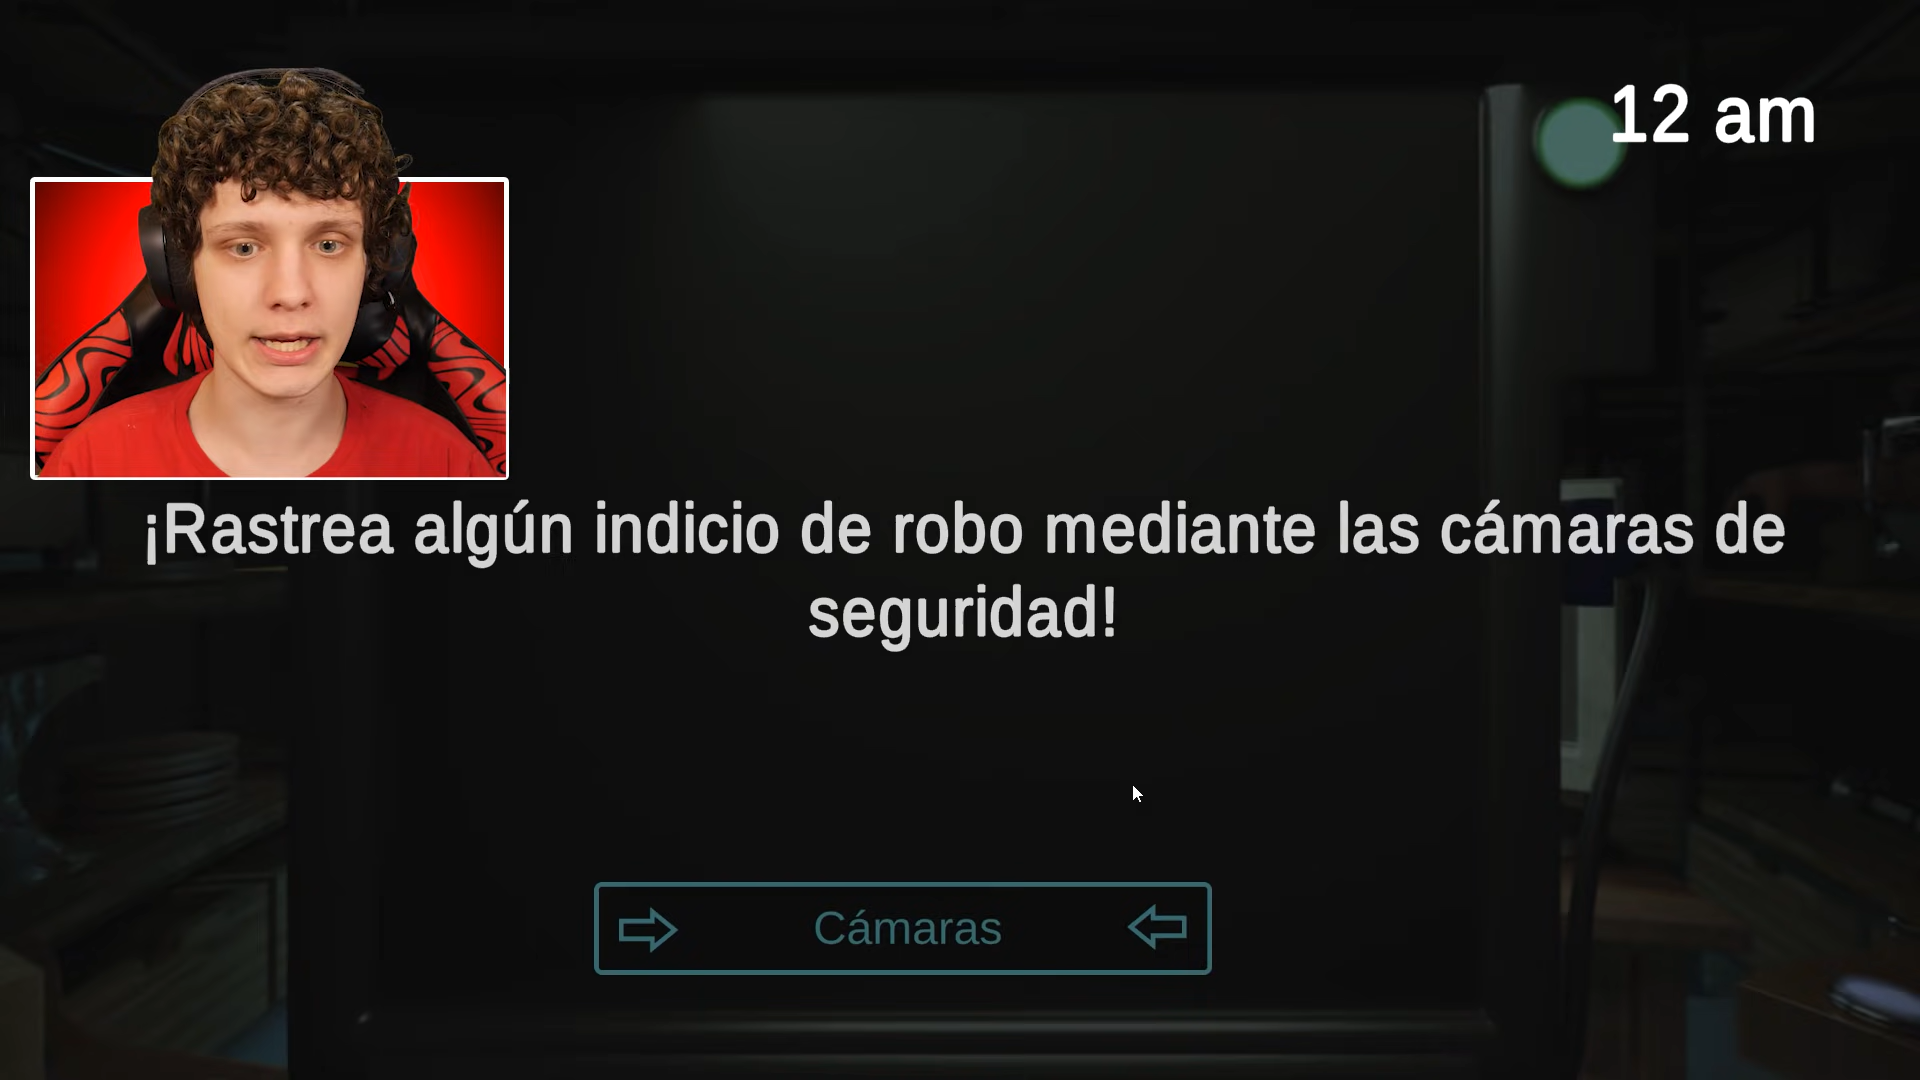 12 am
¡Rastrea algún indicio de robo mediante las cámaras de
seguridad!
Cámaras